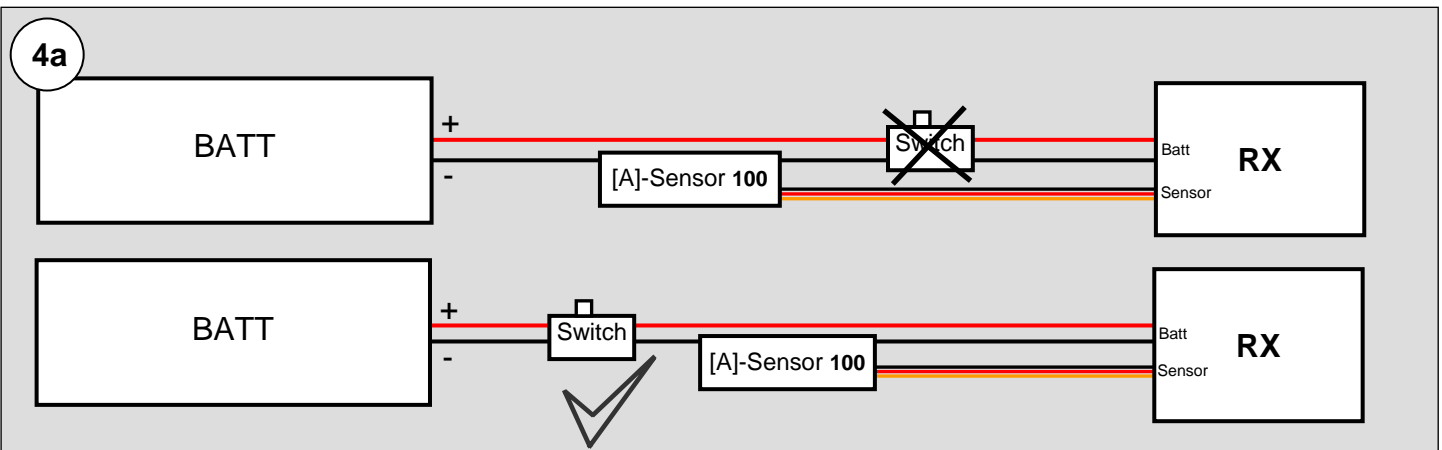 4a
BATT
+
-
Switch
[A]-Sensor 100
Batt
Sensor
RX
BATT
+
-
Switch
[A]-Sensor 100
Batt
Sensor
RX